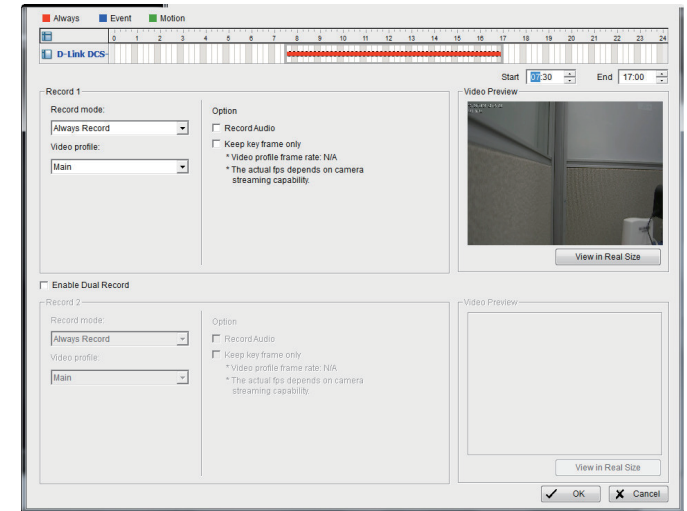 Always Event Motion
0 1 2 3 4 5 6 7 8 9 10 11 12 13 14 15 16 17 18 19 20 21 22 23 24
D-Link DCS-
Start 07:30 End 17:00
Record 1
Record mode:
Always Record
Video profile:
Main
Option
Record Audio
Keep key frame only
* Video profile frame rate: N/A
* The actual fps depends on camera
streaming capability.
Video Preview
View in Real Size
Enable Dual Record
Record 2
Record mode:
Always Record
Video profile:
Main
Option
Record Audio
Keep key frame only
* Video profile frame rate: N/A
* The actual fps depends on camera
streaming capability.
Video Preview
View in Real Size
OK Cancel